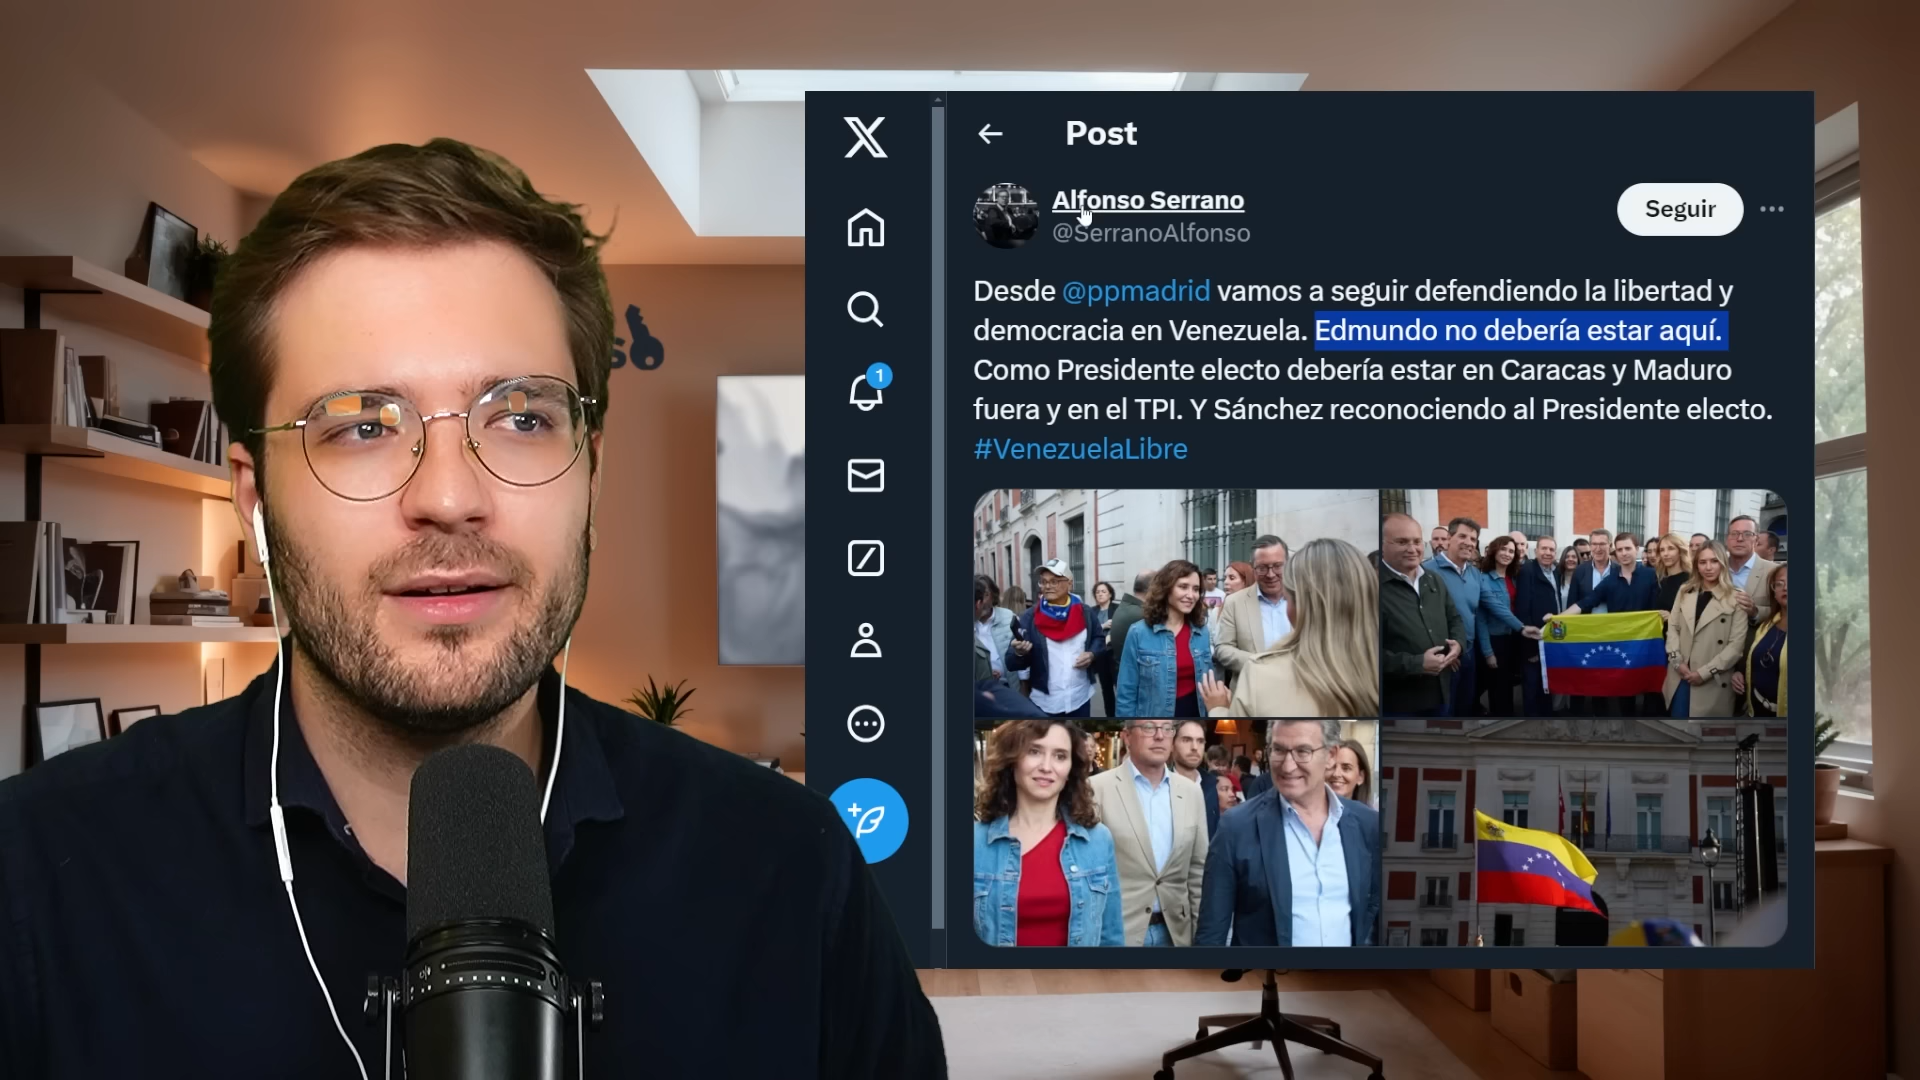 Post
Alfonso Serrano
@SerranoAlfonso
Seguir
1
Desde @ppmadrid vamos a seguir defendiendo la libertad y
democracia en Venezuela. Edmundo no debería estar aquí.
Como Presidente electo debería estar en Caracas y Maduro
fuera y en el TPI. Y Sánchez reconociendo al Presidente electo.
#VenezuelaLibre